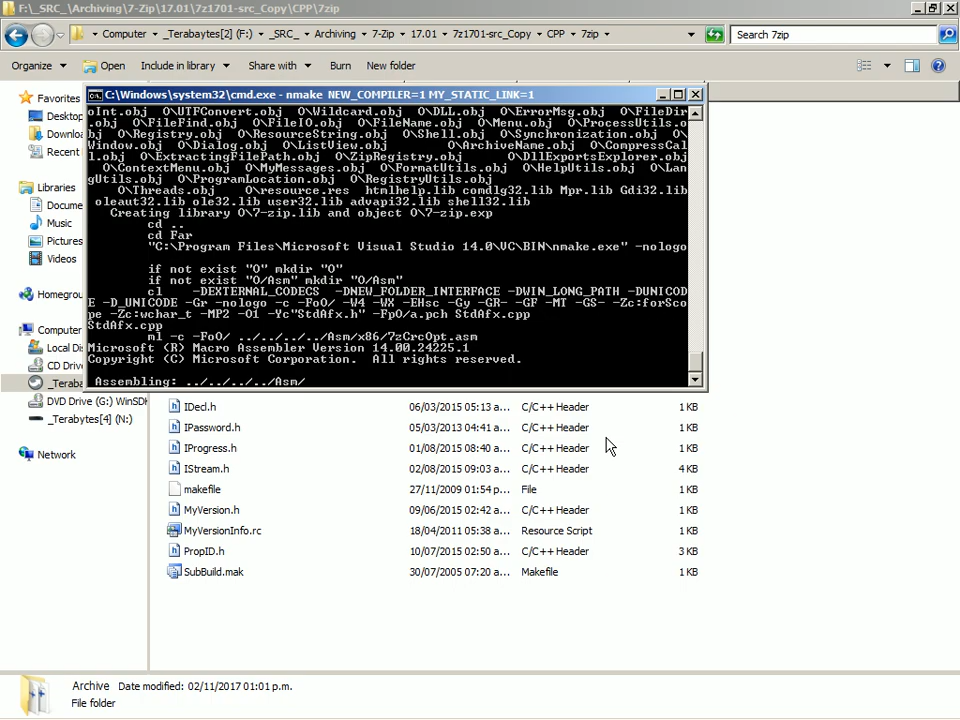 F:\_SRC_\Archiving\7-Zip\17.01\7z1701-src_Copy\CPP\7zip
Computer _Terabytes[2] (F:) _SRC_ Archiving 7-Zip 17.01 7z1701-src_Copy CPP 7zip
Search 7zip
Organize Open Include in library Share with Burn New folder
Favorites
Desktop
Downloa
Recent
Libraries
Docume
Music
Pictures
Videos
Homegrou
Computer
Local Dis
CD Drive
_Teraba
DVD Drive (G:) WinSDK
_Terabytes[4] (N:)
Network
C:\Windows\system32\cmd.exe - nmake NEW_COMPILER=1 MY_STATIC_LINK=1
oInt.obj O\UTFConvert.obj O\Wildcard.obj O\DLL.obj O\ErrorMsg.obj O\FileDir
.obj O\FileFind.obj O\FileIO.obj O\FileName.obj O\Menu.obj O\ProcessUtils.o
bj O\Registry.obj O\ResourceString.obj O\Shell.obj O\Synchronization.obj O\
Window.obj O\Dialog.obj O\ListView.obj O\ArchiveName.obj O\CompressCal
l.obj O\ExtractingFilePath.obj O\ZipRegistry.obj O\DllExportsExplorer.obj
O\ContextMenu.obj O\MyMessages.obj O\FormatUtils.obj O\HelpUtils.obj O\Lan
gUtils.obj O\ProgramLocation.obj O\RegistryUtils.obj
O\Threads.obj O\resource.res htmlhelp.lib comdlg32.lib Mpr.lib Gdi32.lib
oleaut32.lib ole32.lib user32.lib advapi32.lib shell32.lib
Creating library O\7-zip.lib and object O\7-zip.exp
cd ..
cd Far
"C:\Program Files\Microsoft Visual Studio 14.0\VC\BIN\nmake.exe" -nologo
if not exist "O" mkdir "O"
if not exist "O/Asm" mkdir "O/Asm"
cl -DEXTERNAL_CODECS -DNEW_FOLDER_INTERFACE -DWIN_LONG_PATH -DUNICOD
E -D_UNICODE -Gr -nologo -c -FoO/ -W4 -WX -EHsc -Gy -GR- -GF -MT -GS- -Zc:forSco
pe -Zc:wchar_t -MP2 -O1 -Yc"StdAfx.h" -FpO/a.pch StdAfx.cpp
StdAfx.cpp
ml -c -FoO/ ../../../../Asm/x86/7zCrcOpt.asm
Microsoft (R) Macro Assembler Version 14.00.24225.1
Copyright (C) Microsoft Corporation. All rights reserved.
Assembling: ../../../../Asm/
IDecl.h 06/03/2015 05:13 a... C/C++ Header 1 KB
IPassword.h 05/03/2013 04:41 a... C/C++ Header 1 KB
IProgress.h 01/08/2015 08:40 a... C/C++ Header 1 KB
IStream.h 02/08/2015 09:03 a... C/C++ Header 4 KB
makefile 27/11/2009 01:54 p... File 1 KB
MyVersion.h 09/06/2015 02:42 a... C/C++ Header 1 KB
MyVersionInfo.rc 18/04/2011 05:38 a... Resource Script 1 KB
PropID.h 10/07/2015 02:50 a... C/C++ Header 3 KB
SubBuild.mak 30/07/2005 07:20 a... Makefile 1 KB
Archive Date modified: 02/11/2017 01:01 p.m.
File folder